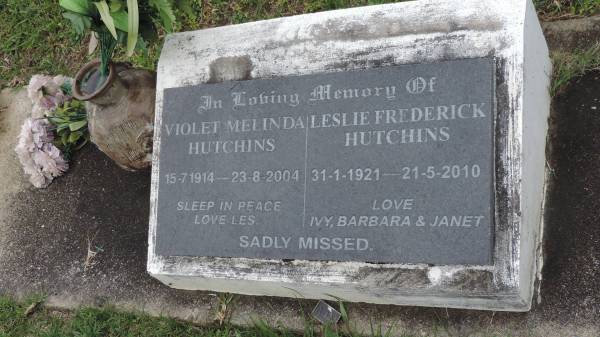 In Loving Memory Of
VIOLET MELINDA
HUTCHINS
15-7-1914—23-8-2004
SLEEP IN PEACE
LOVE LES.
LESLIE FREDERICK
HUTCHINS
31-1-1921—21-5-2010
LOVE
IVY, BARBARA & JANET
SADLY MISSED.